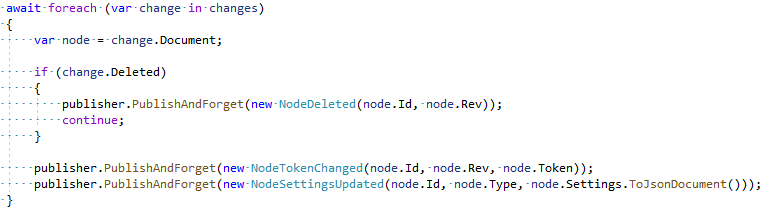 await foreach (var change in changes)
{
    var node = change.Document;

    if (change.Deleted)
    {
        publisher.PublishAndForget(new NodeDeleted(node.Id, node.Rev));
        continue;
    }

    publisher.PublishAndForget(new NodeTokenChanged(node.Id, node.Rev, node.Token));
    publisher.PublishAndForget(new NodeSettingsUpdated(node.Id, node.Type, node.Settings.ToJsonDocument()));
}